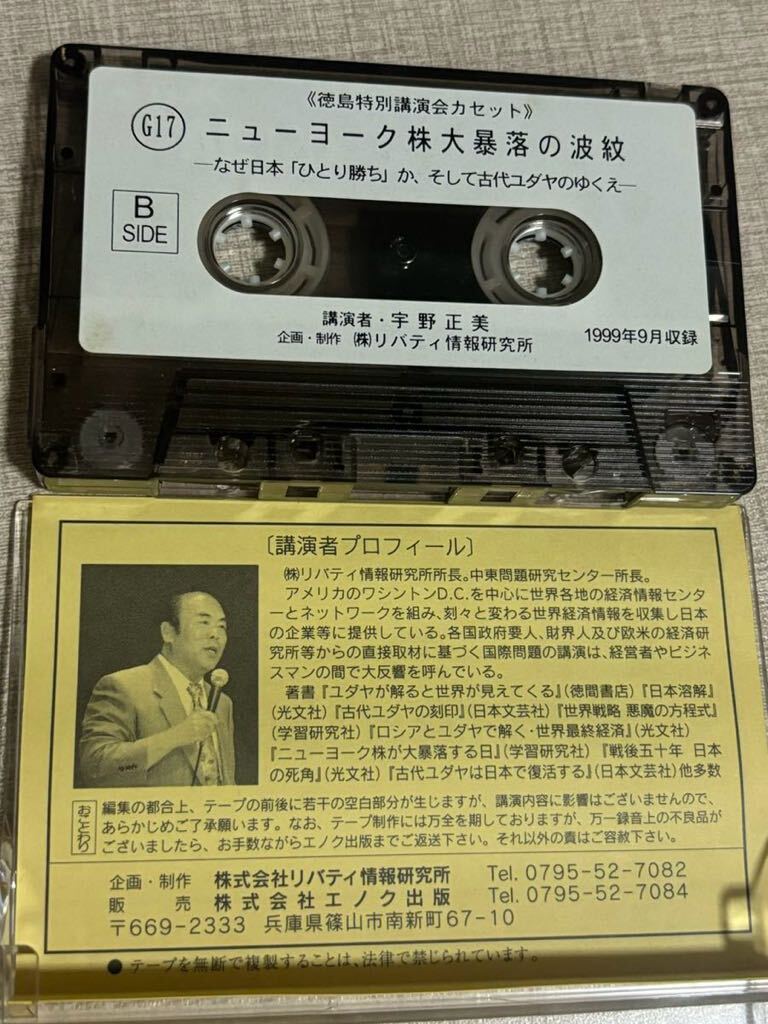 《徳島特別講演会カセット》
G17 ニューヨーク株大暴落の波紋
―なぜ日本「ひとり勝ち」か、そして古代ユダヤのゆくえ―
B
SIDE
講演者・宇野正美
企画・制作 ㈱リバティ情報研究所
1999年9月収録
〔講演者プロフィール〕
㈱リバティ情報研究所所長。中東問題研究センター所長。
アメリカのワシントンD.C.を中心に世界各地の経済情報センタ
ーとネットワークを組み、刻々と変わる世界経済情報を収集し日本
の企業等に提供している。各国政府要人、財界人及び欧米の経済研
究所等からの直接取材に基づく国際問題の講演は、経営者やビジネ
スマンの間で大反響を呼んでいる。
著書『ユダヤが解ると世界が見えてくる』(徳間書店)『日本溶解』
(光文社)『古代ユダヤの刻印』(日本文芸社)『世界戦略 悪魔の方程式』
(学習研究社)『ロシアとユダヤで解く・世界最終経済』(光文社)
『ニューヨーク株が大暴落する日』(学習研究社)『戦後五十年 日本
の死角』(光文社)『古代ユダヤは日本で復活する』(日本文芸社)他多数
おことわり
編集の都合上、テープの前後に若干の空白部分が生じますが、講演内容に影響はございませんので、
あらかじめご了承願います。なお、テープ制作には万全を期しておりますが、万一録音上の不良品が
ございましたら、お手数ながらエノク出版までご返送下さい。それ以外の責はご容赦下さい。
企画・制作 株式会社リバティ情報研究所 Tel. 0795-52-7082
販 売 株式会社エノク出版 Tel. 0795-52-7084
〒669-2333 兵庫県篠山市南新町67-10
● テープを無断で複製することは、法律で禁じられています。